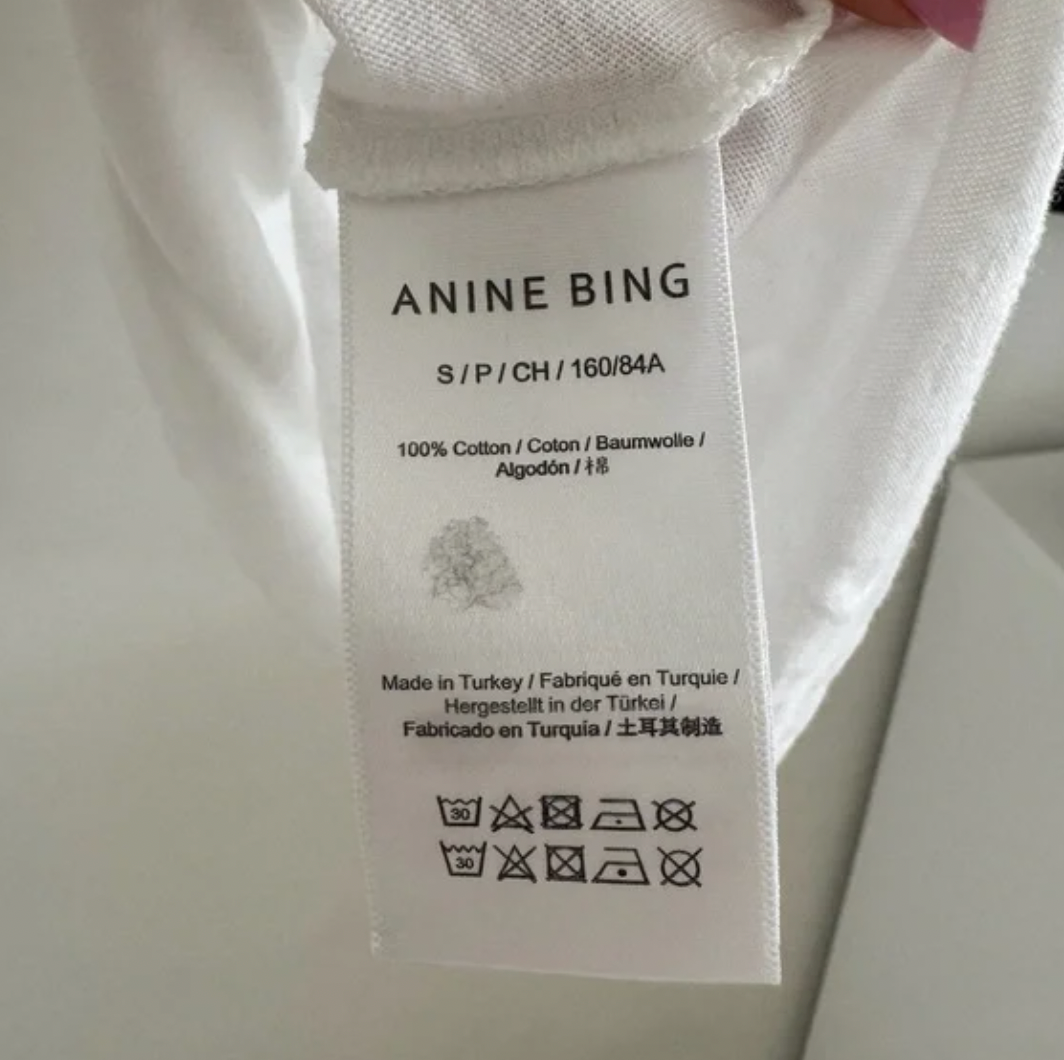 ANINE BING
S / P / CH / 160/84A
100% Cotton / Coton / Baumwolle /
Algodón / 棉
Made in Turkey / Fabriqué en Turquie /
Hergestellt in der Türkei /
Fabricado en Turquía / 土耳其制造
30
30